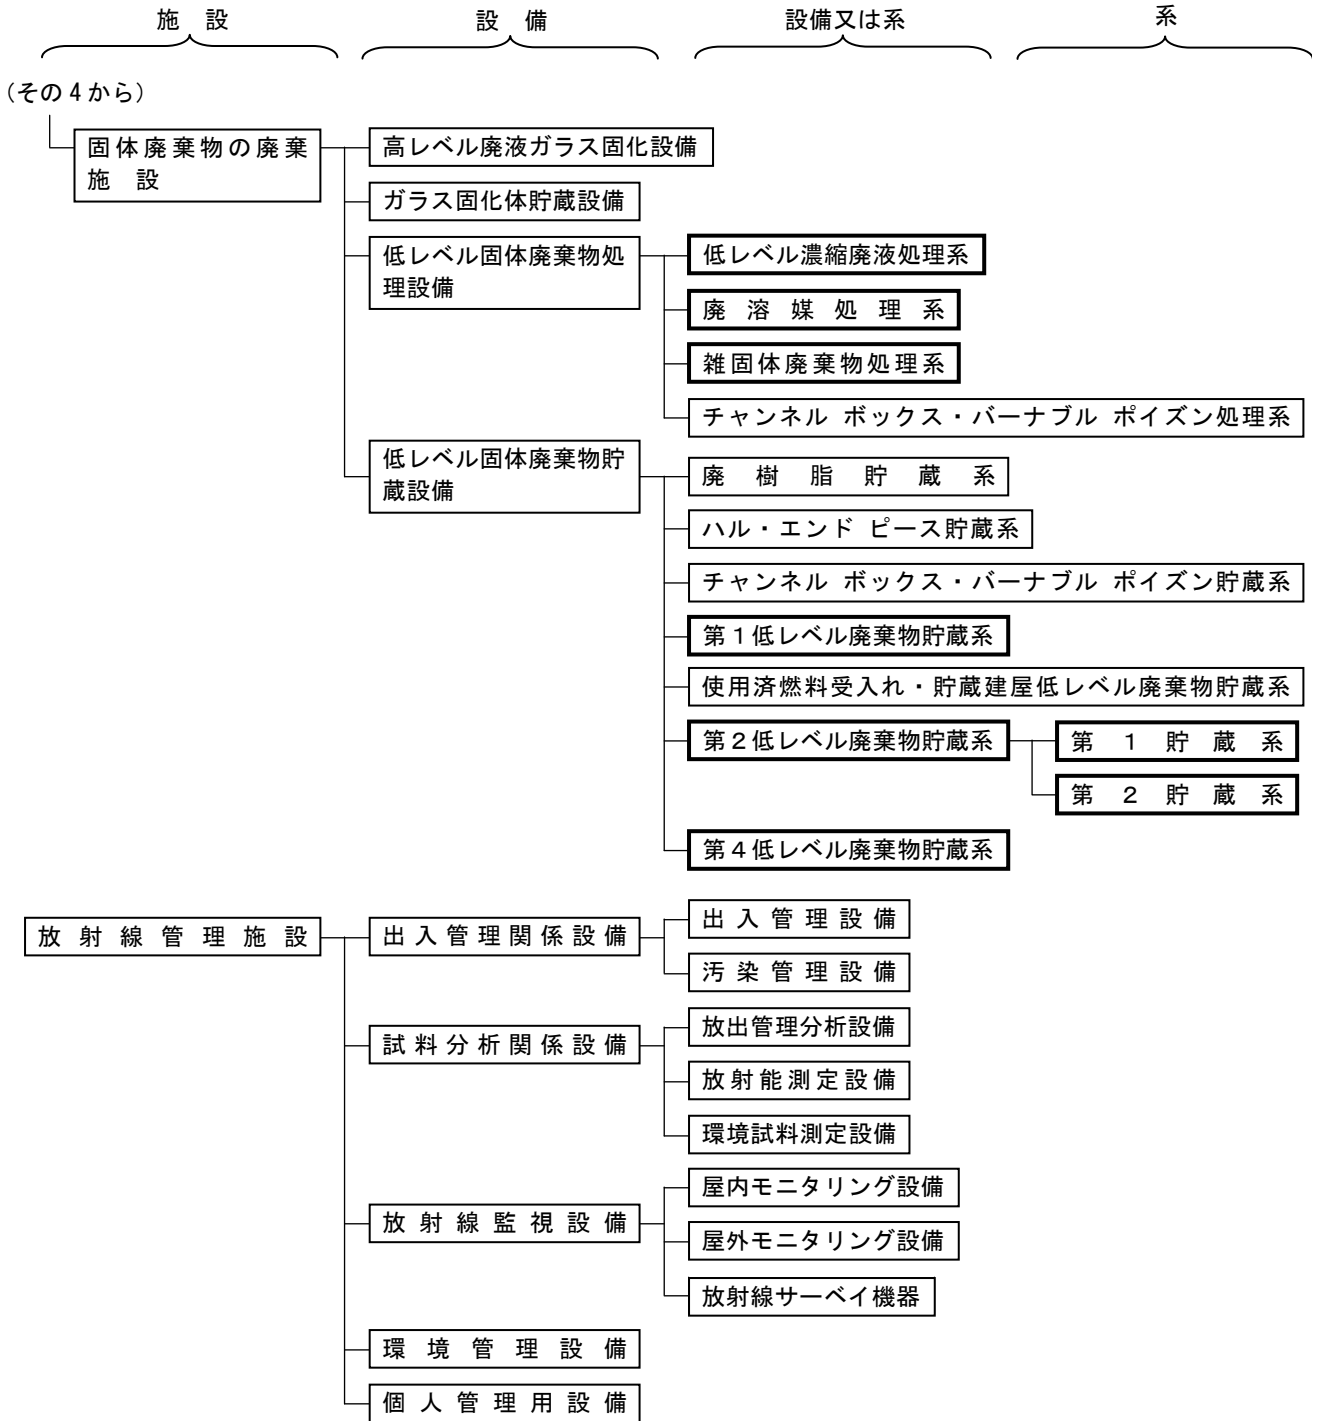 施 設
設 備
設備又は系
系
（その４から）
固体廃棄物の廃棄
施 設
高レベル廃液ガラス固化設備
ガラス固化体貯蔵設備
低レベル固体廃棄物処
理設備
低レベル濃縮廃液処理系
廃溶媒処理系
雑固体廃棄物処理系
チャンネル ボックス・バーナブル ポイズン処理系
低レベル固体廃棄物貯
蔵設備
廃樹脂貯蔵系
ハル・エンド ピース貯蔵系
チャンネル ボックス・バーナブル ポイズン貯蔵系
第１低レベル廃棄物貯蔵系
使用済燃料受入れ・貯蔵建屋低レベル廃棄物貯蔵系
第２低レベル廃棄物貯蔵系
第１貯蔵系
第２貯蔵系
第４低レベル廃棄物貯蔵系
放射線管理施設
出入管理関係設備
出入管理設備
汚染管理設備
試料分析関係設備
放出管理分析設備
放射能測定設備
環境試料測定設備
放射線監視設備
屋内モニタリング設備
屋外モニタリング設備
放射線サーベイ機器
環境管理設備
個人管理用設備